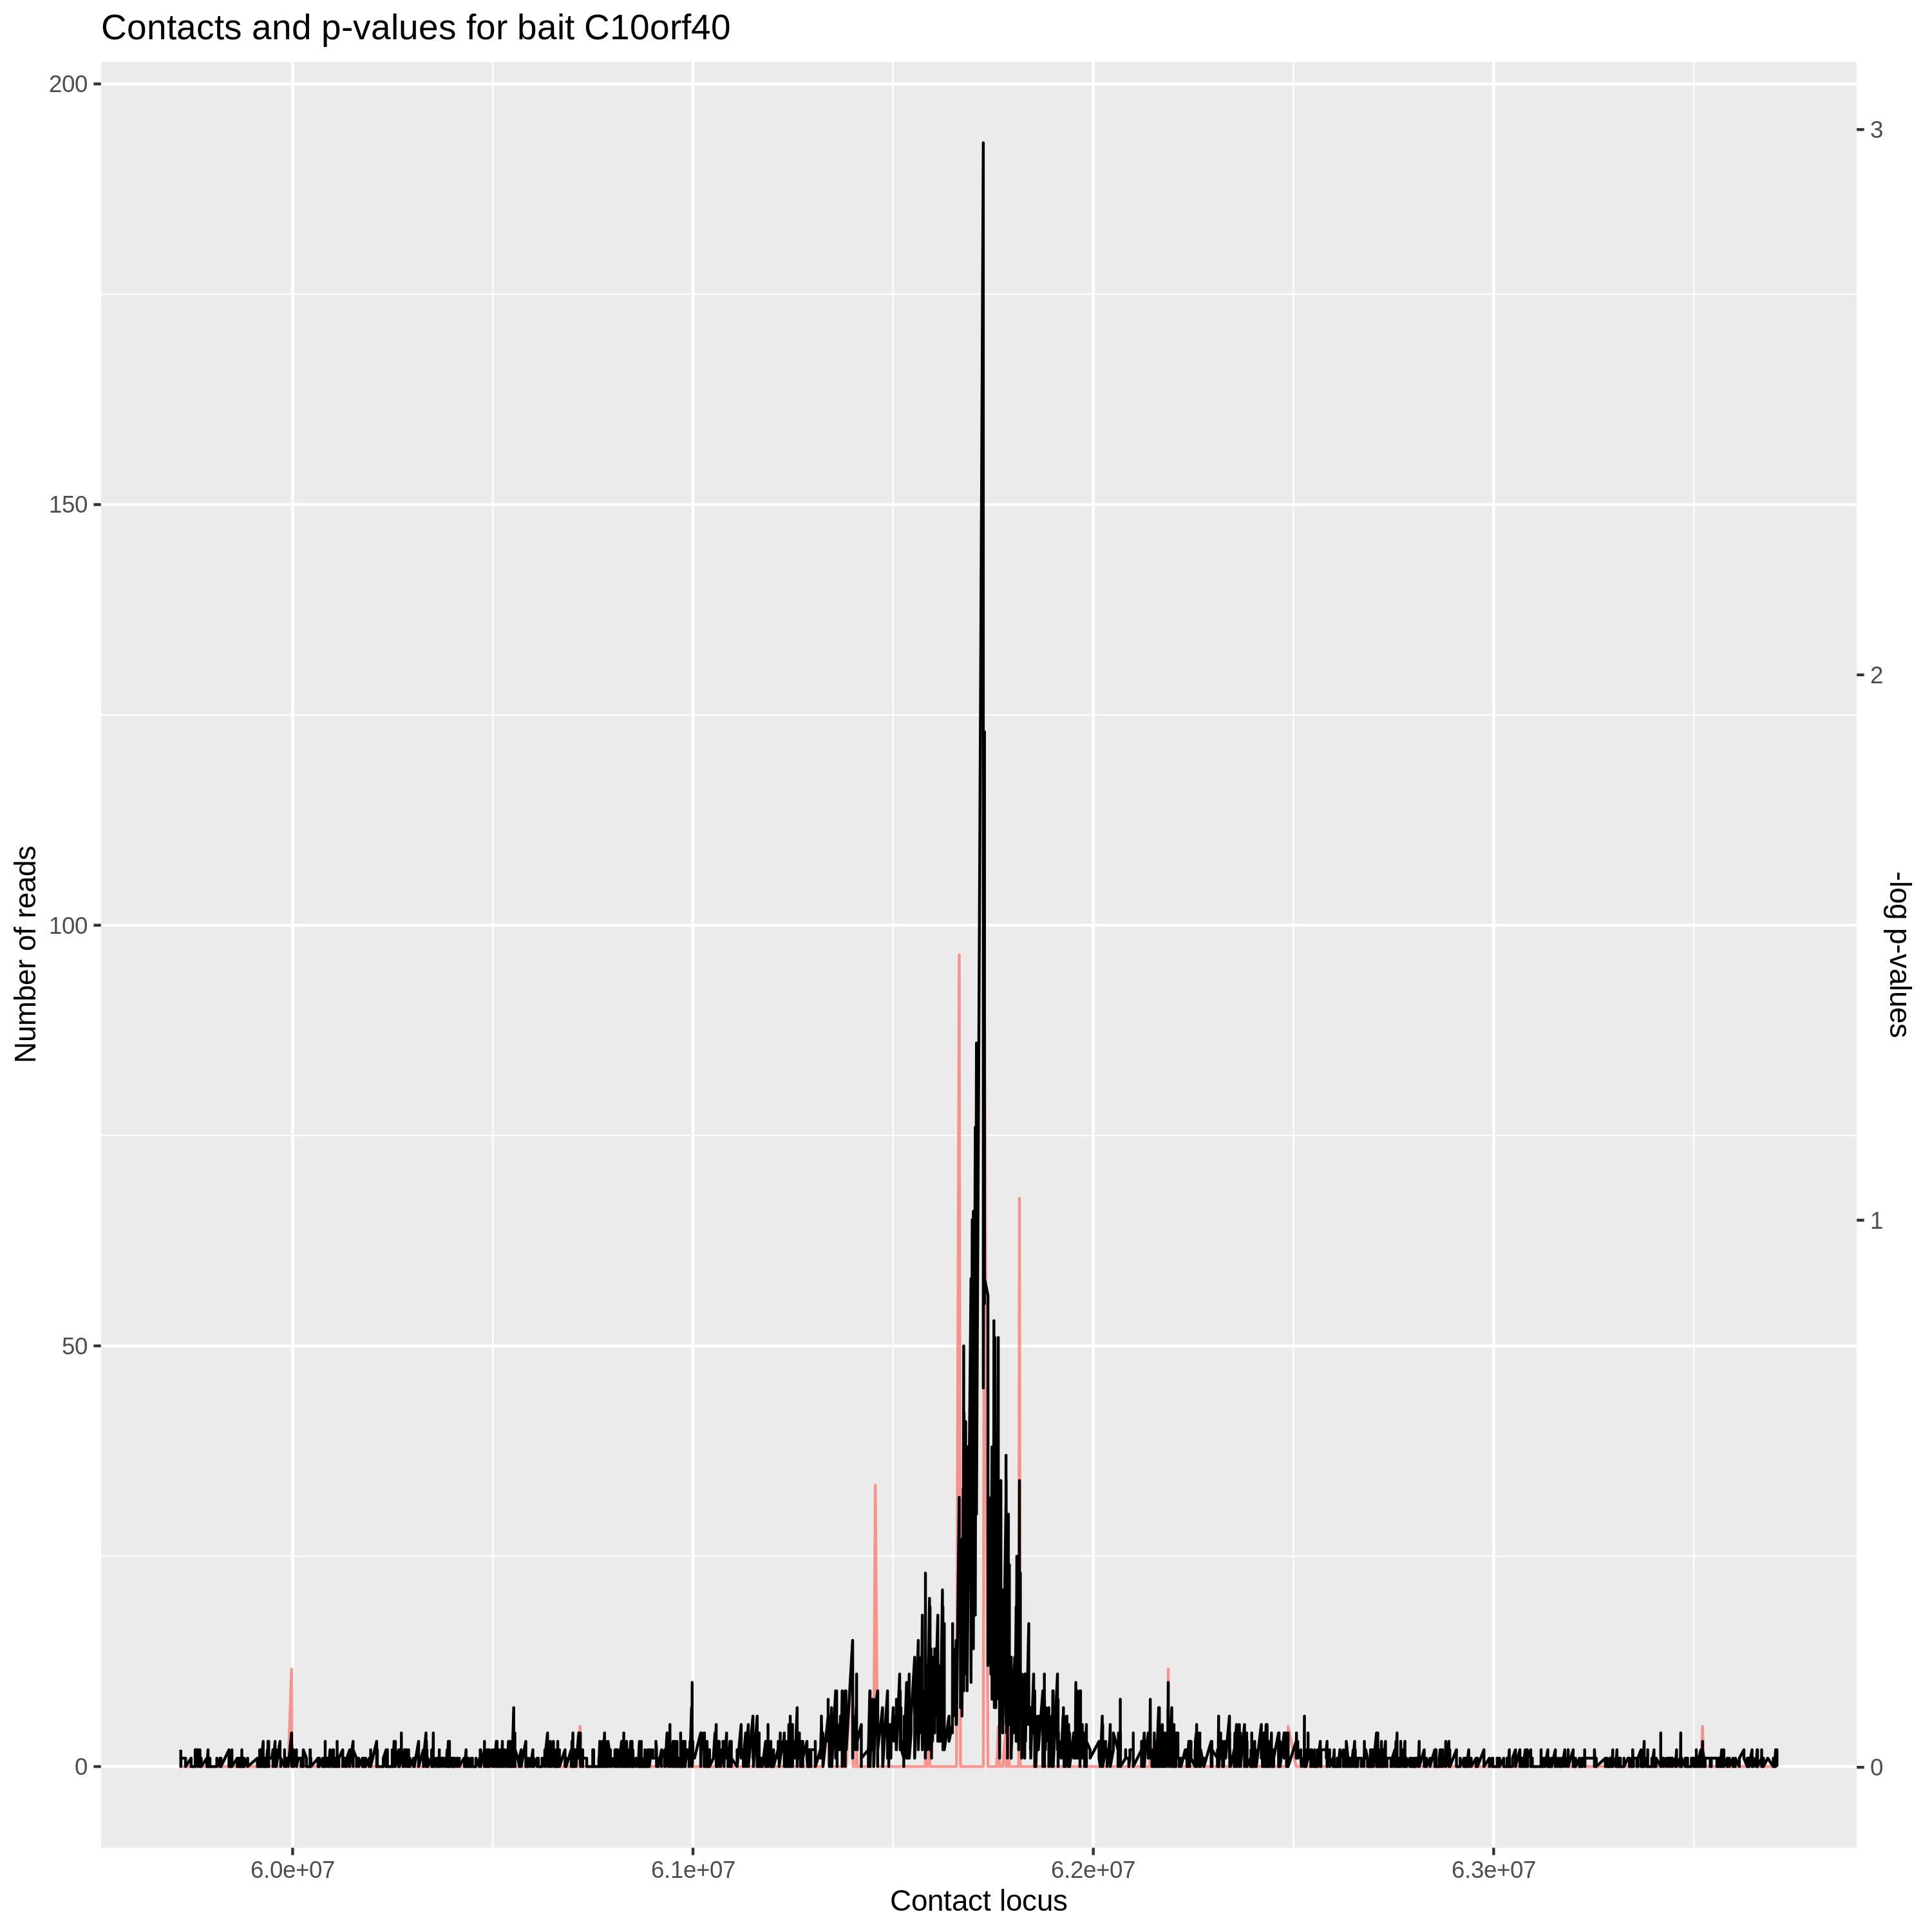 Contacts and p-values for bait C10orf40
200
150
100
50
0
Number of reads
3
2
1
0
-log p-values
6.0e+07
6.1e+07
6.2e+07
6.3e+07
Contact locus